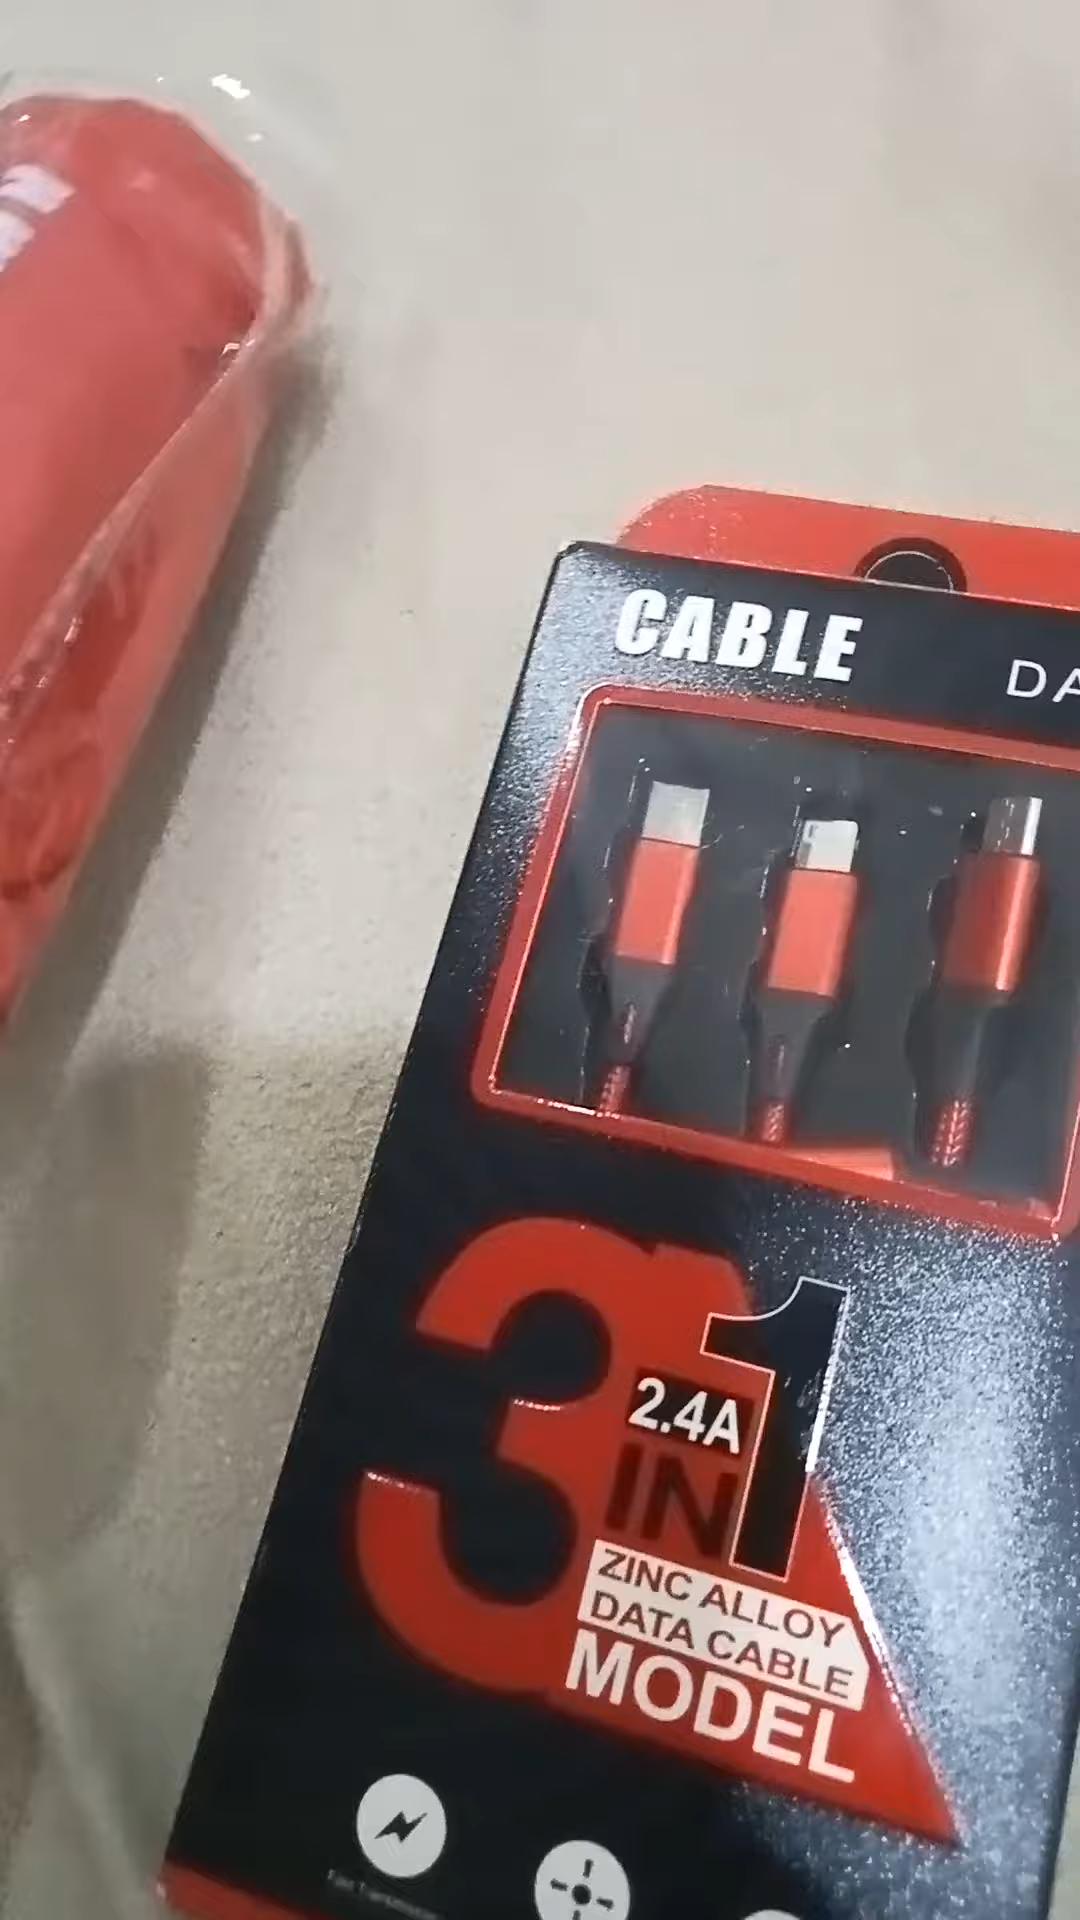 CABLE
DA
3
1
2.4A
IN
ZINC ALLOY
DATA CABLE
MODEL